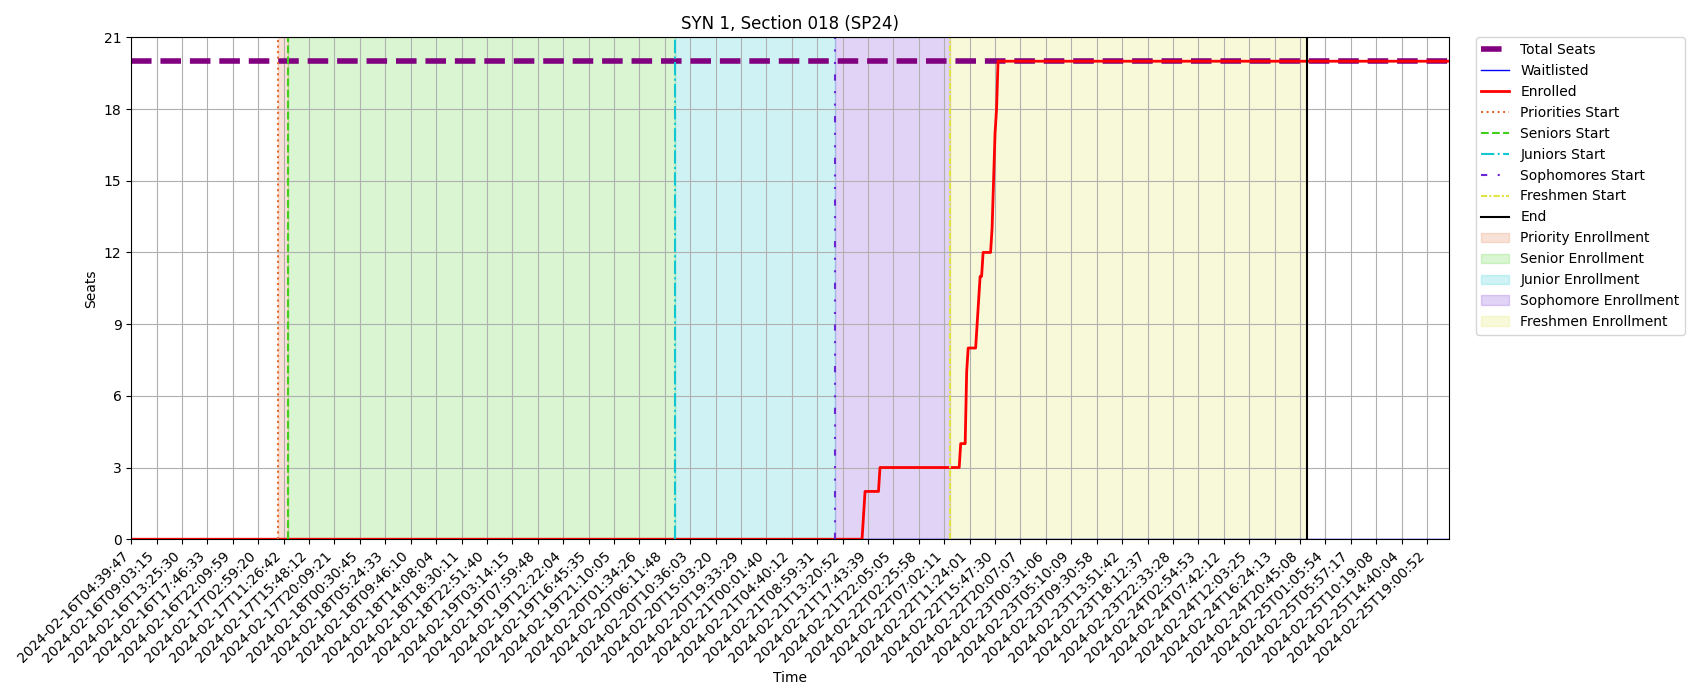 SYN 1, Section 018 (SP24)
21
18
15
12
9
6
3
0
Seats
2024-02-16T04:39:47
2024-02-16T09:03:15
2024-02-16T13:25:30
2024-02-16T17:46:33
2024-02-16T22:09:59
2024-02-17T02:59:20
2024-02-17T11:26:42
2024-02-17T15:48:12
2024-02-17T20:09:21
2024-02-18T00:30:45
2024-02-18T05:24:33
2024-02-18T09:46:10
2024-02-18T14:08:04
2024-02-18T18:30:11
2024-02-18T22:51:40
2024-02-19T03:14:15
2024-02-19T07:59:48
2024-02-19T12:22:04
2024-02-19T16:45:35
2024-02-19T21:10:05
2024-02-20T01:34:26
2024-02-20T06:11:48
2024-02-20T10:36:03
2024-02-20T15:03:20
2024-02-20T19:33:29
2024-02-21T00:01:40
2024-02-21T04:40:12
2024-02-21T08:59:31
2024-02-21T13:20:52
2024-02-21T17:43:39
2024-02-21T22:05:05
2024-02-22T02:25:58
2024-02-22T07:02:11
2024-02-22T11:24:01
2024-02-22T15:47:30
2024-02-22T20:07:07
2024-02-23T00:31:06
2024-02-23T05:10:09
2024-02-23T09:30:58
2024-02-23T13:51:42
2024-02-23T18:12:37
2024-02-23T22:33:28
2024-02-24T02:54:53
2024-02-24T07:42:12
2024-02-24T12:03:25
2024-02-24T16:24:13
2024-02-24T20:45:08
2024-02-25T01:05:54
2024-02-25T05:57:17
2024-02-25T10:19:08
2024-02-25T14:40:04
2024-02-25T19:00:52
Time
Total Seats
Waitlisted
Enrolled
Priorities Start
Seniors Start
Juniors Start
Sophomores Start
Freshmen Start
End
Priority Enrollment
Senior Enrollment
Junior Enrollment
Sophomore Enrollment
Freshmen Enrollment